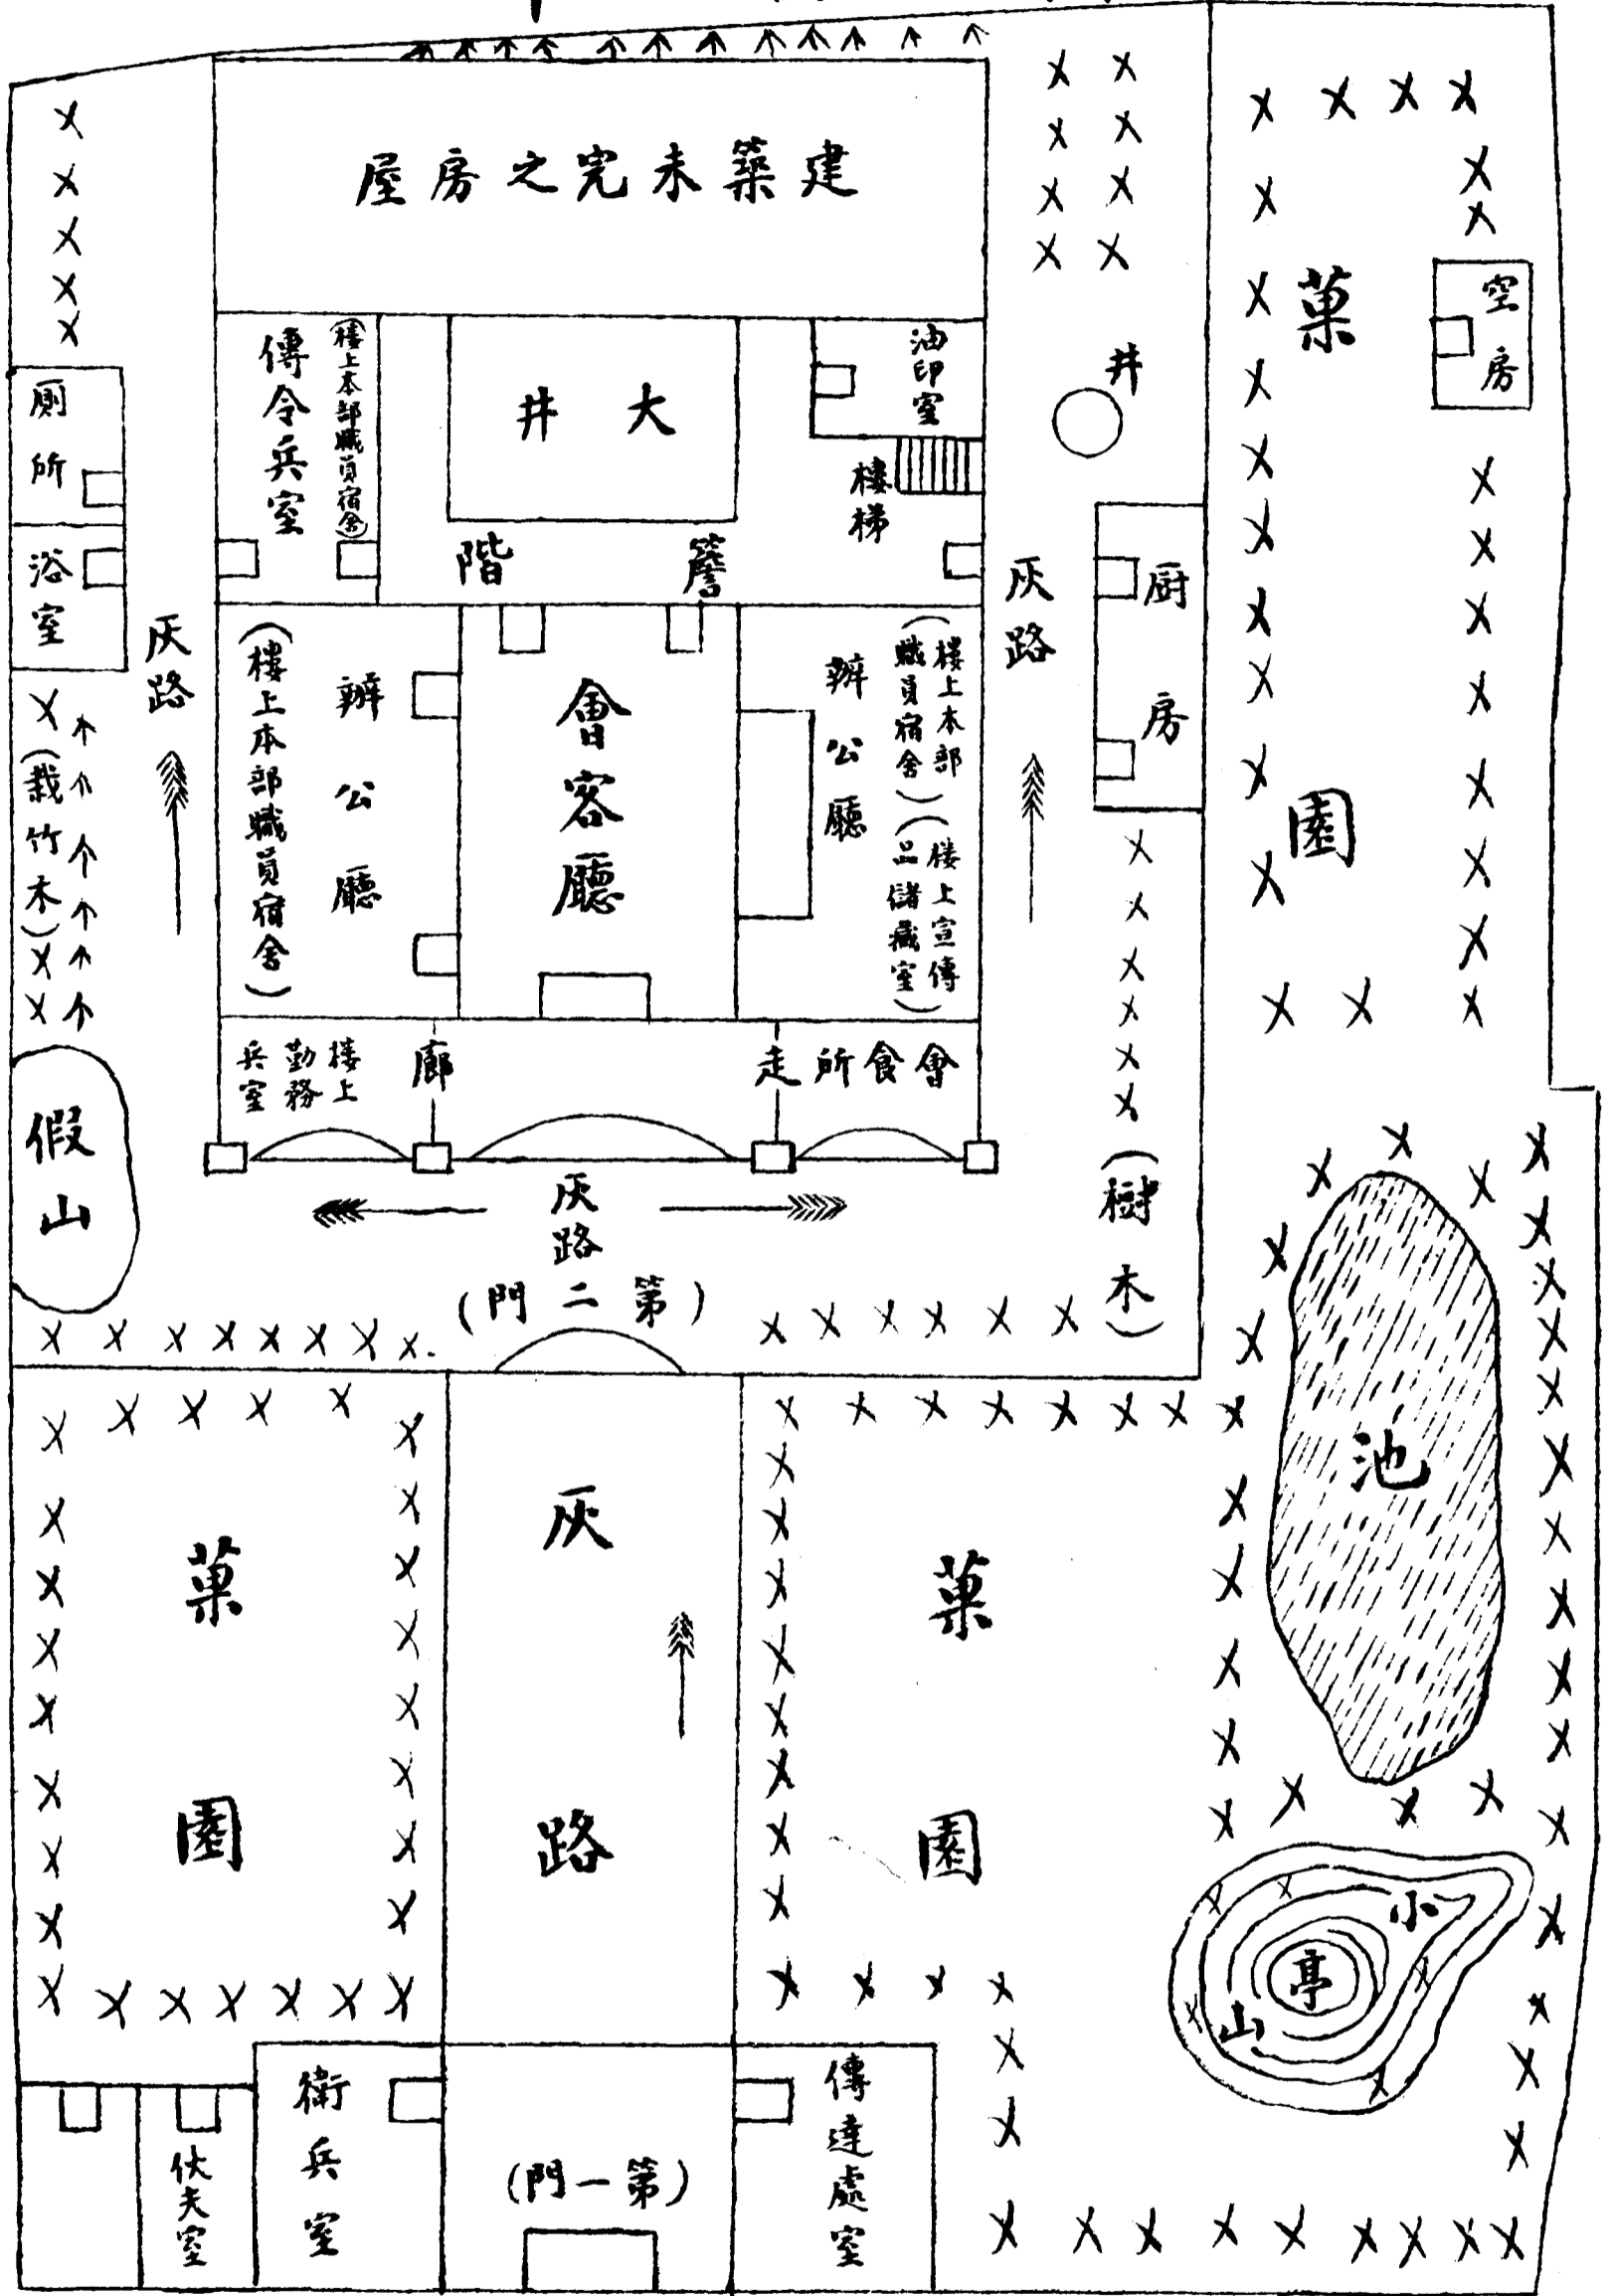 建築未完之房屋
菓園
空房
井
油印室
大井
(樓上本部職員宿舍)
傳令兵室
厠所
浴室
樓梯
簷階
灰路
厨房
灰路
(樓上本部
職員宿舍)
(樓上宣傳
品儲藏室)
辦公廳
會客廳
辦公廳
(樓上本部職員宿舍)
(栽竹木)
會食所
走廊
樓上
勤務
兵室
假山
灰路
(樹木)
(第二門)
池
菓園
灰路
菓園
小山
亭
傳達處室
(第一門)
衛兵室
伙夫室